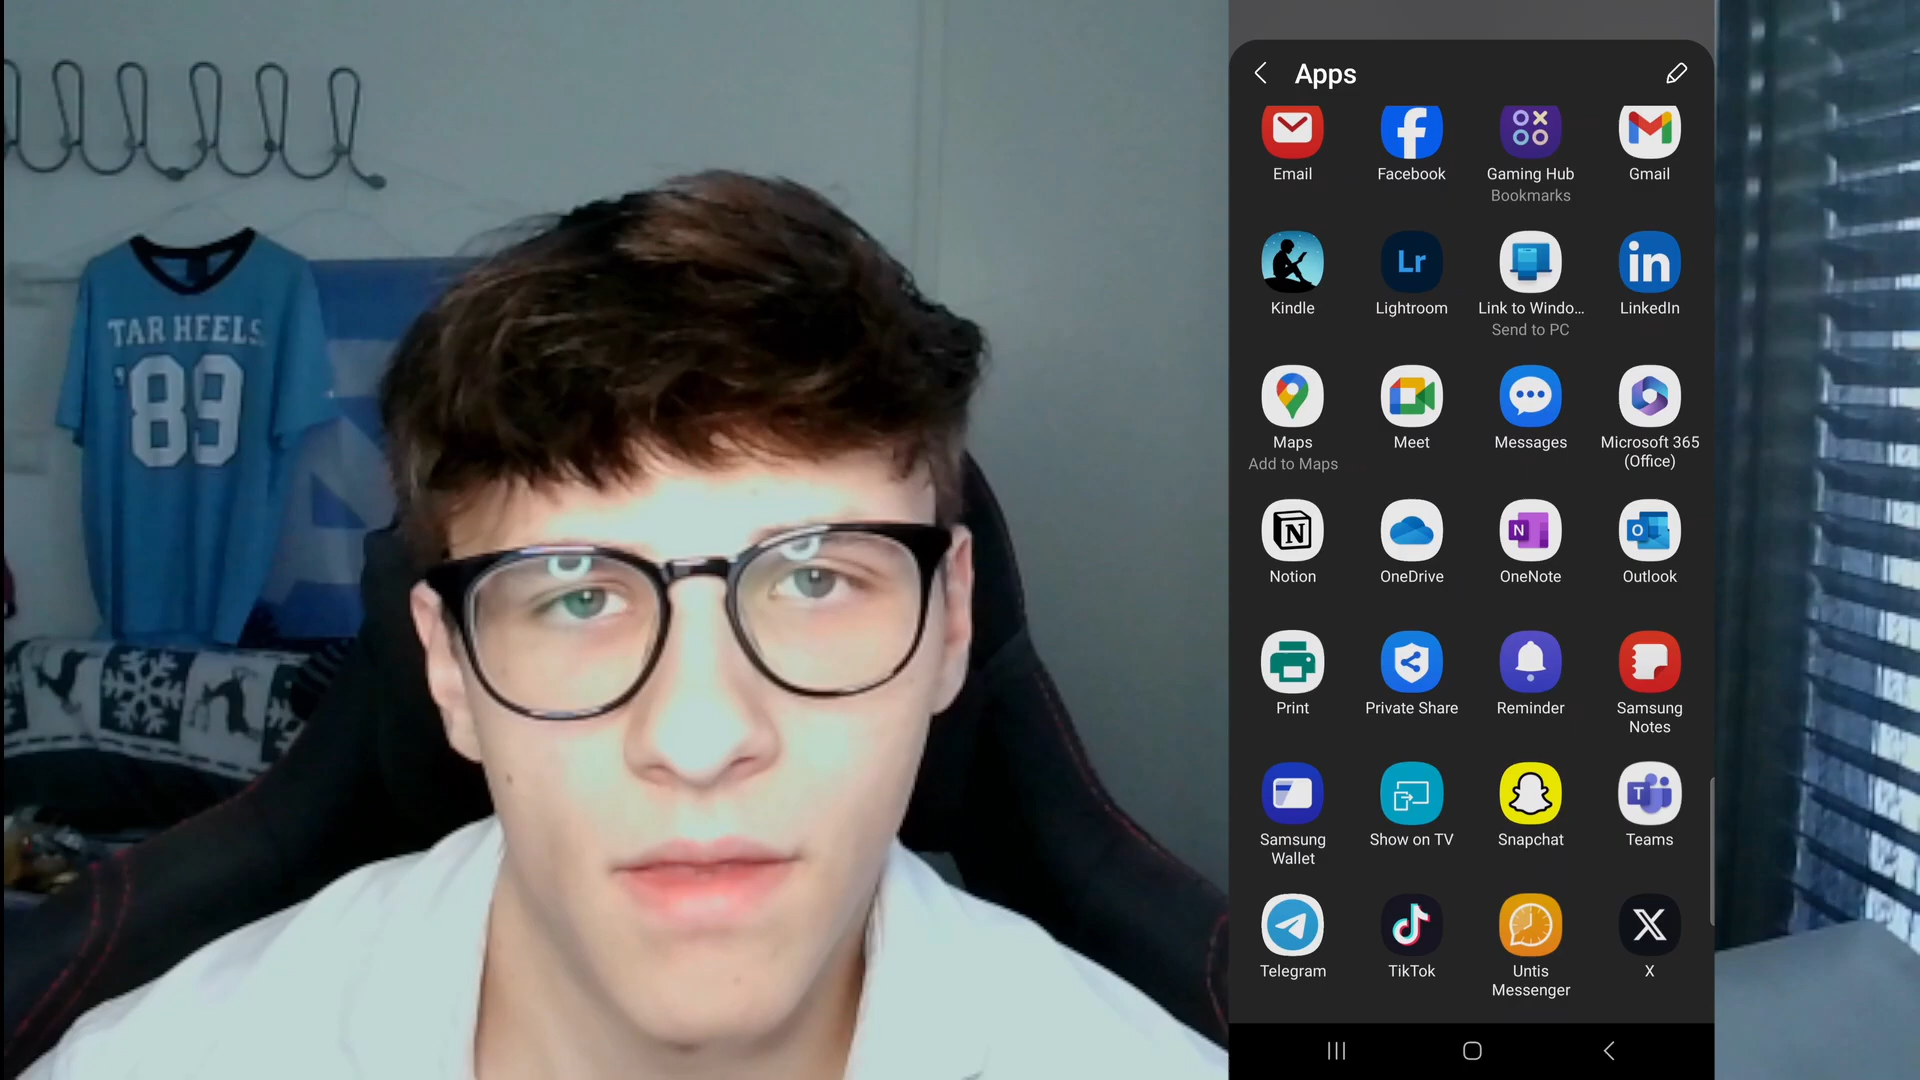 TAR HEELS
'89
Apps
Email
Facebook
Gaming Hub
Gmail
Bookmarks
Kindle
Lr
Lightroom
Link to Windo...
in
LinkedIn
Send to PC
Maps
Meet
Messages
Microsoft 365
(Office)
Add to Maps
N
Notion
OneDrive
N
OneNote
O
Outlook
Print
Private Share
Reminder
Samsung
Notes
Samsung
Wallet
Show on TV
Snapchat
T
Teams
Telegram
TikTok
Untis
Messenger
X